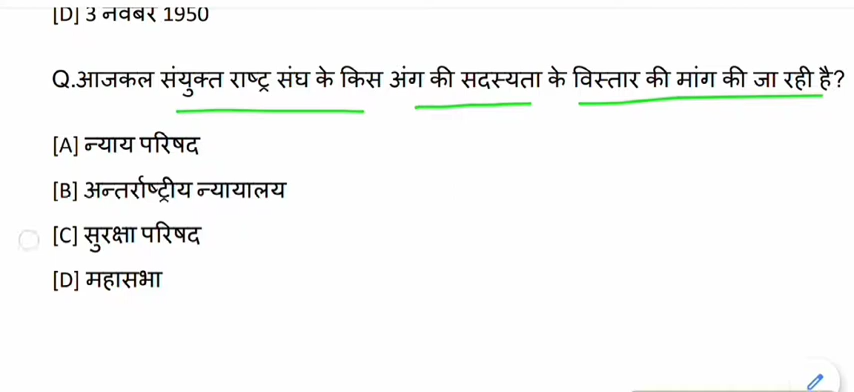 [D] 3 नवंबर 1950
Q.आजकल संयुक्त राष्ट्र संघ के किस अंग की सदस्यता के विस्तार की मांग की जा रही है?
[A] न्याय परिषद
[B] अन्तर्राष्ट्रीय न्यायालय
[C] सुरक्षा परिषद
[D] महासभा